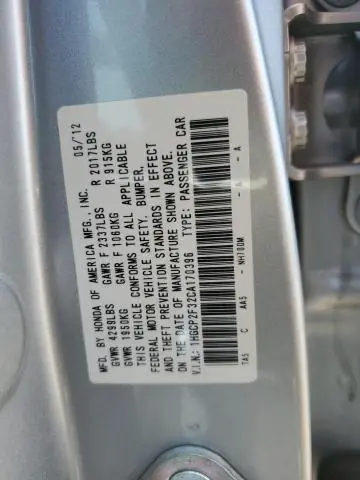 MFD. BY HONDA OF AMERICA MFG., INC. 05/'12
GVWR 4299LBS GAWR F 2337LBS R 2017LBS
GVWR 1950KG GAWR F 1060KG R 915KG
THIS VEHICLE CONFORMS TO ALL APPLICABLE
FEDERAL MOTOR VEHICLE SAFETY, BUMPER,
AND THEFT PREVENTION STANDARDS IN EFFECT
ON THE DATE OF MANUFACTURE SHOWN ABOVE.
V.I.N.: 1HGCP2F32CA170396 TYPE: PASSENGER CAR
TA5 C AA5 - NH700M - A - A